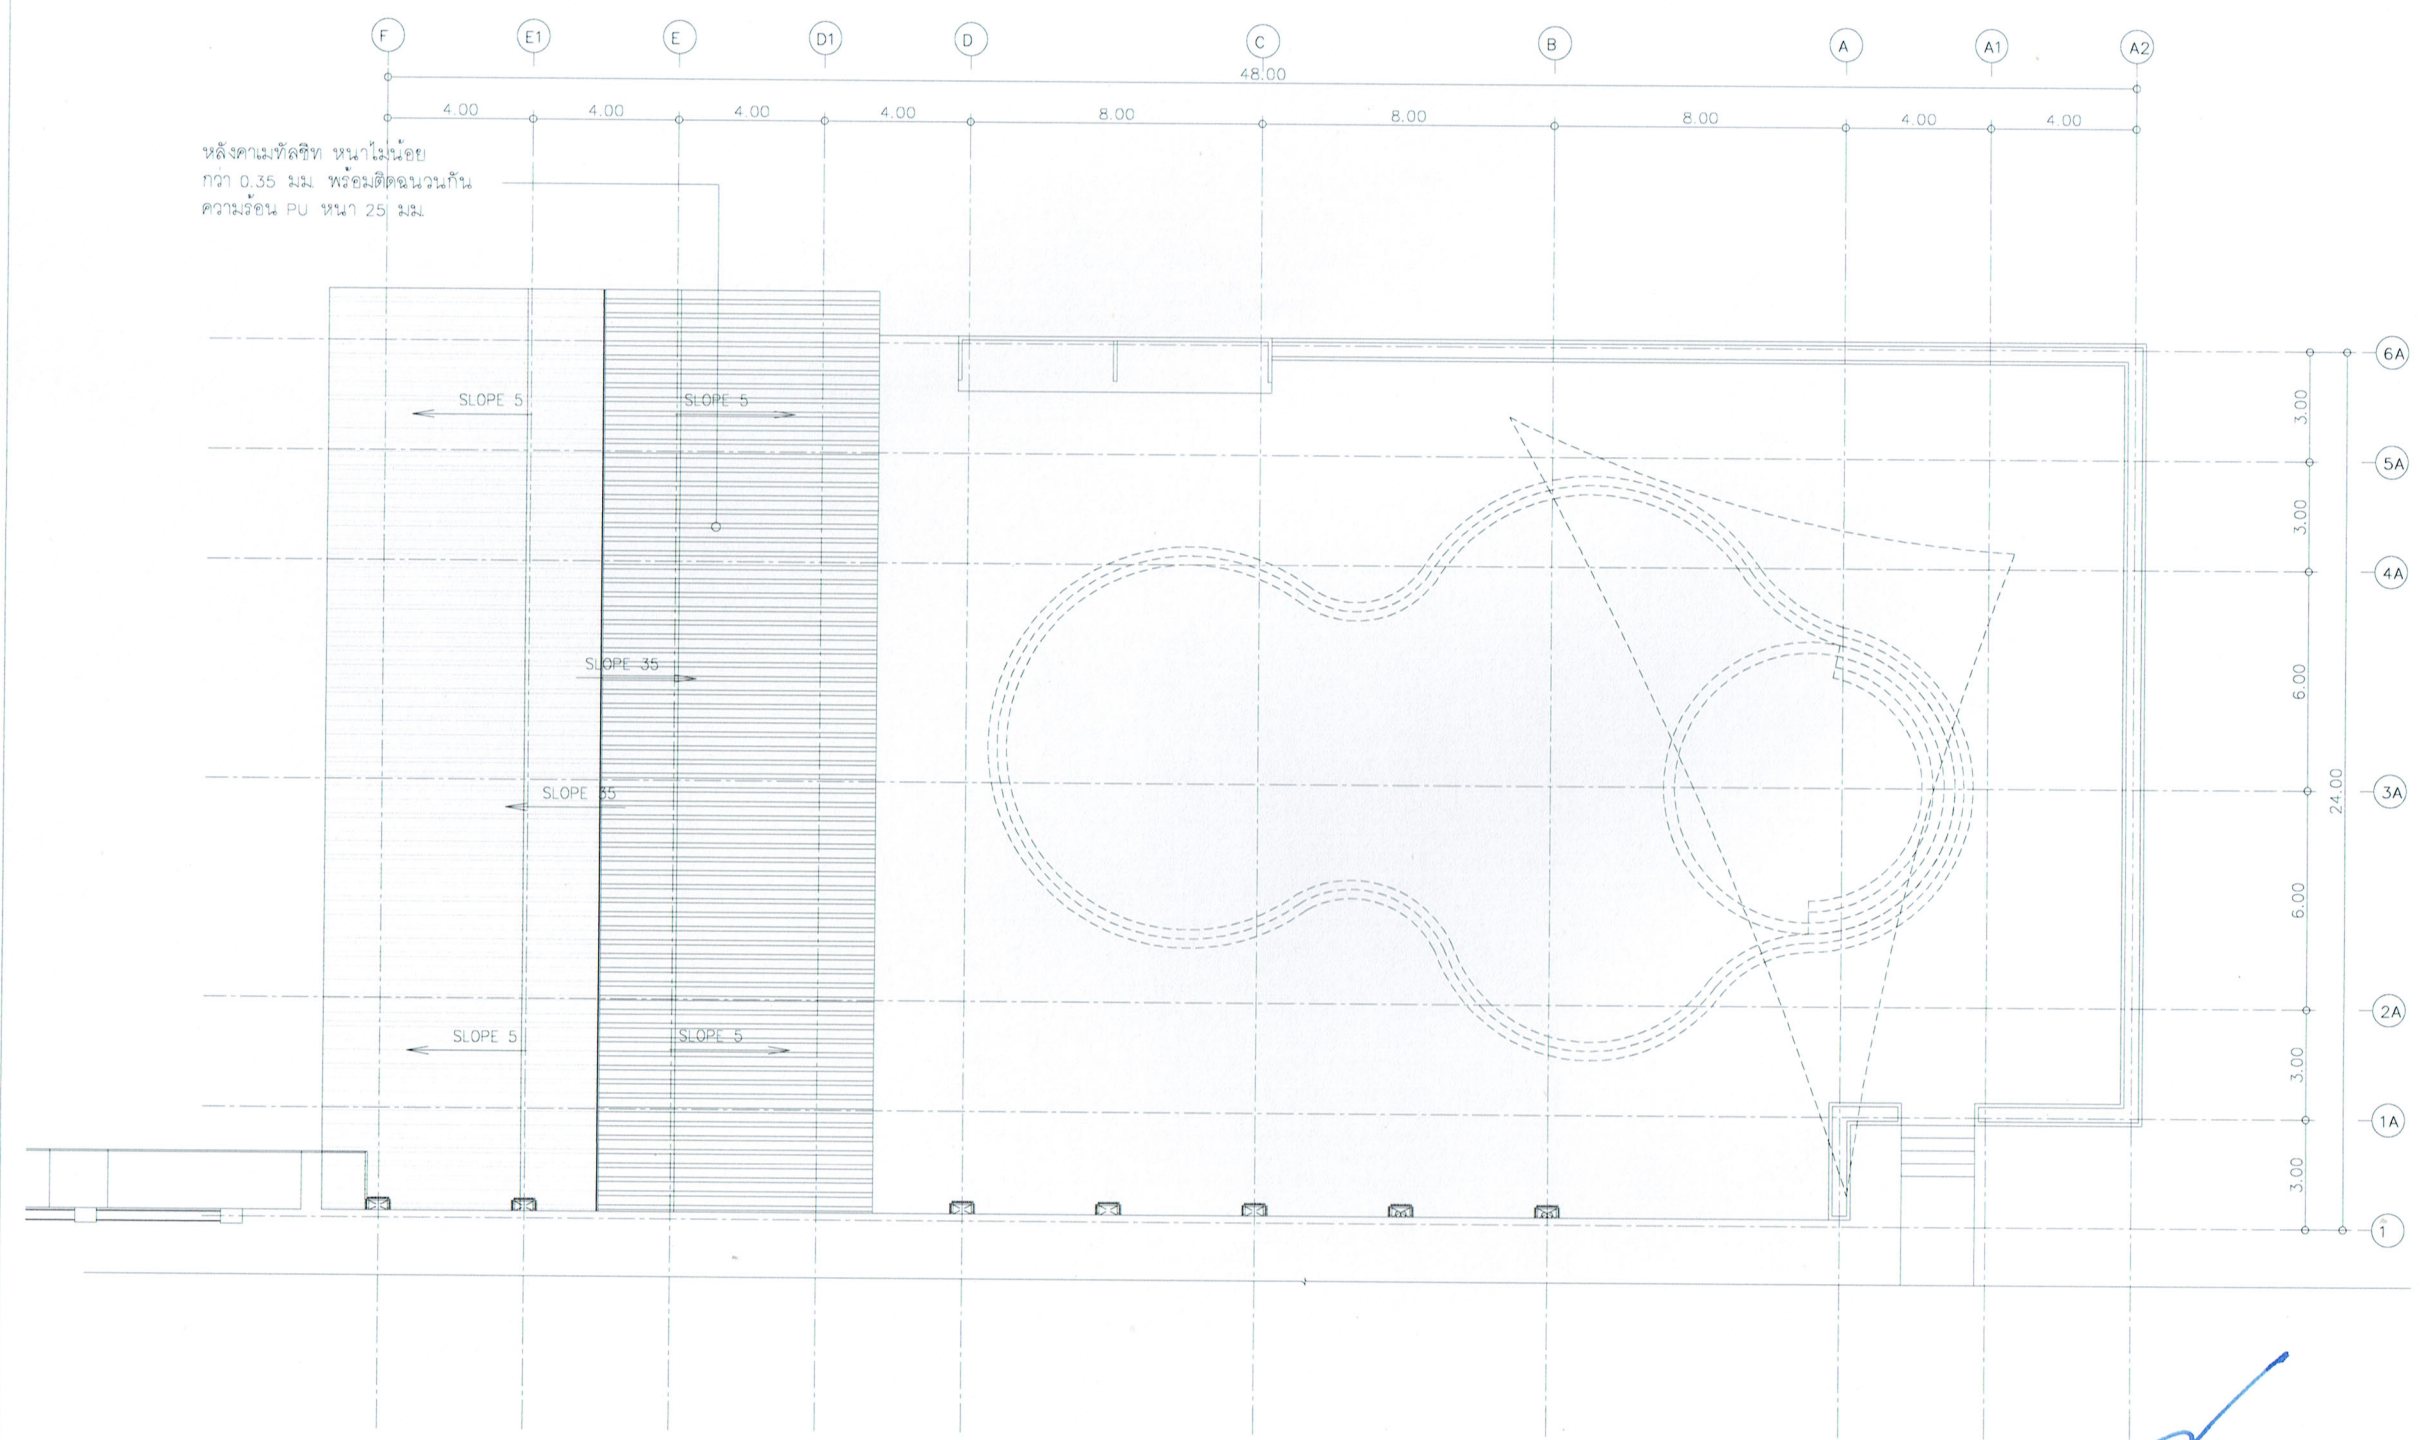 F E1 E D1 D C B A A1 A2
48.00
4.00 4.00 4.00 4.00 8.00 8.00 8.00 4.00 4.00
หลังคาเมทัลชีท หนาไม่น้อย
กว่า 0.35 มม. พร้อมติดฉนวนกัน
ความร้อน PU หนา 25 มม.
6A
3.00
SLOPE 5 SLOPE 5
5A
3.00
4A
SLOPE 35
6.00
SLOPE 35
3A
24.00
6.00
2A
SLOPE 5 SLOPE 5
3.00
1A
3.00
1